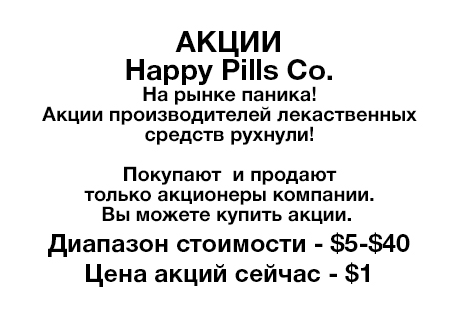 АКЦИИ
Happy Pills Co.
На рынке паника!
Акции производителей лекаственных
средств рухнули!
Покупают и продают
только акционеры компании.
Вы можете купить акции.
Диапазон стоимости - $5-$40
Цена акций сейчас - $1